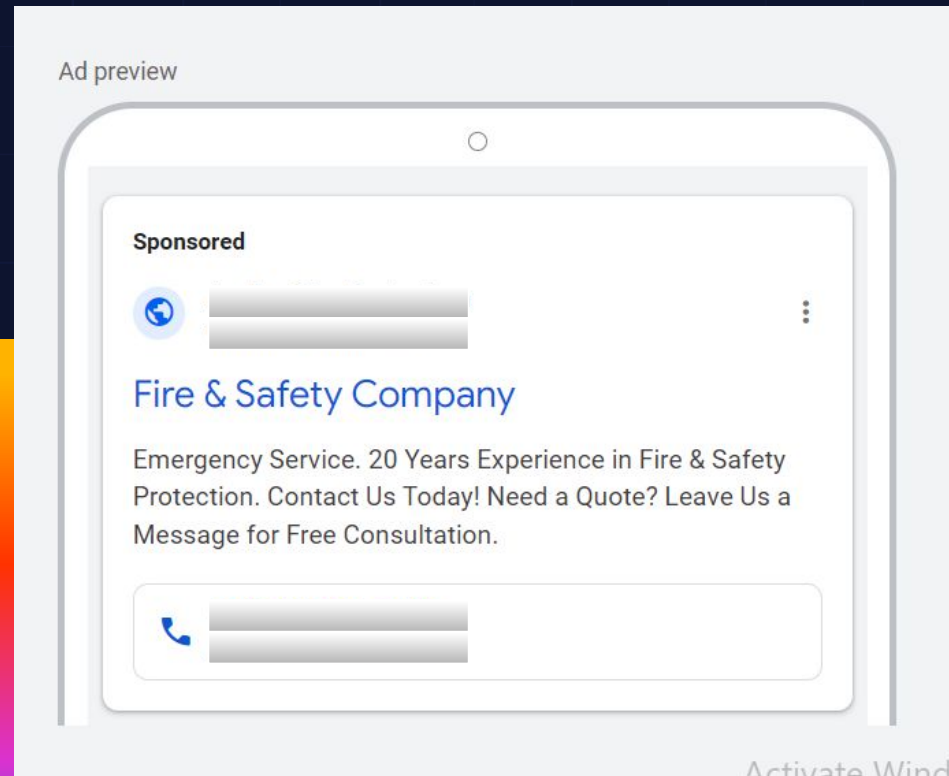 Ad preview
Sponsored
Fire & Safety Company
Emergency Service. 20 Years Experience in Fire & Safety
Protection. Contact Us Today! Need a Quote? Leave Us a
Message for Free Consultation.
Activate